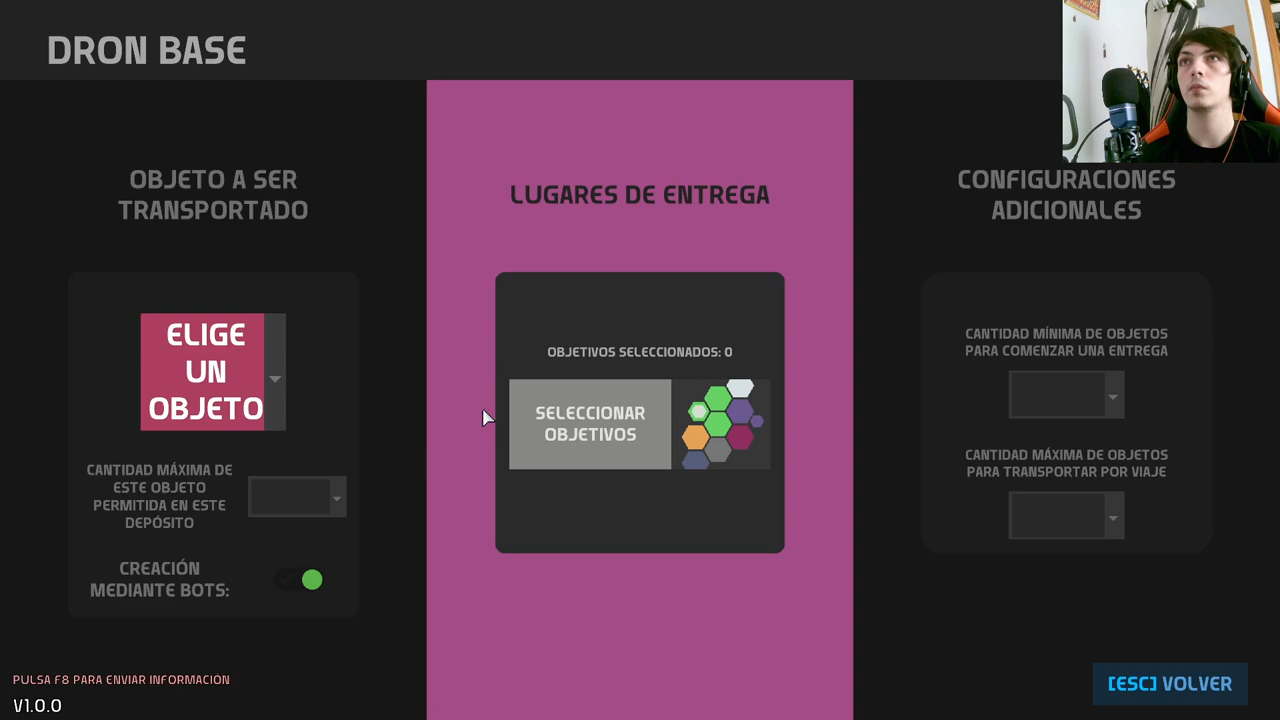 DRON BASE
OBJETO A SER
TRANSPORTADO
ELIGE
UN
OBJETO
CANTIDAD MÁXIMA DE
ESTE OBJETO
PERMITIDA EN ESTE
DEPÓSITO
CREACIÓN
MEDIANTE BOTS:
LUGARES DE ENTREGA
OBJETIVOS SELECCIONADOS: 0
SELECCIONAR
OBJETIVOS
CONFIGURACIONES
ADICIONALES
CANTIDAD MÍNIMA DE OBJETOS
PARA COMENZAR UNA ENTREGA
CANTIDAD MÁXIMA DE OBJETOS
PARA TRANSPORTAR POR VIAJE
PULSA F8 PARA ENVIAR INFORMACIÓN
V1.0.0
[ESC] VOLVER